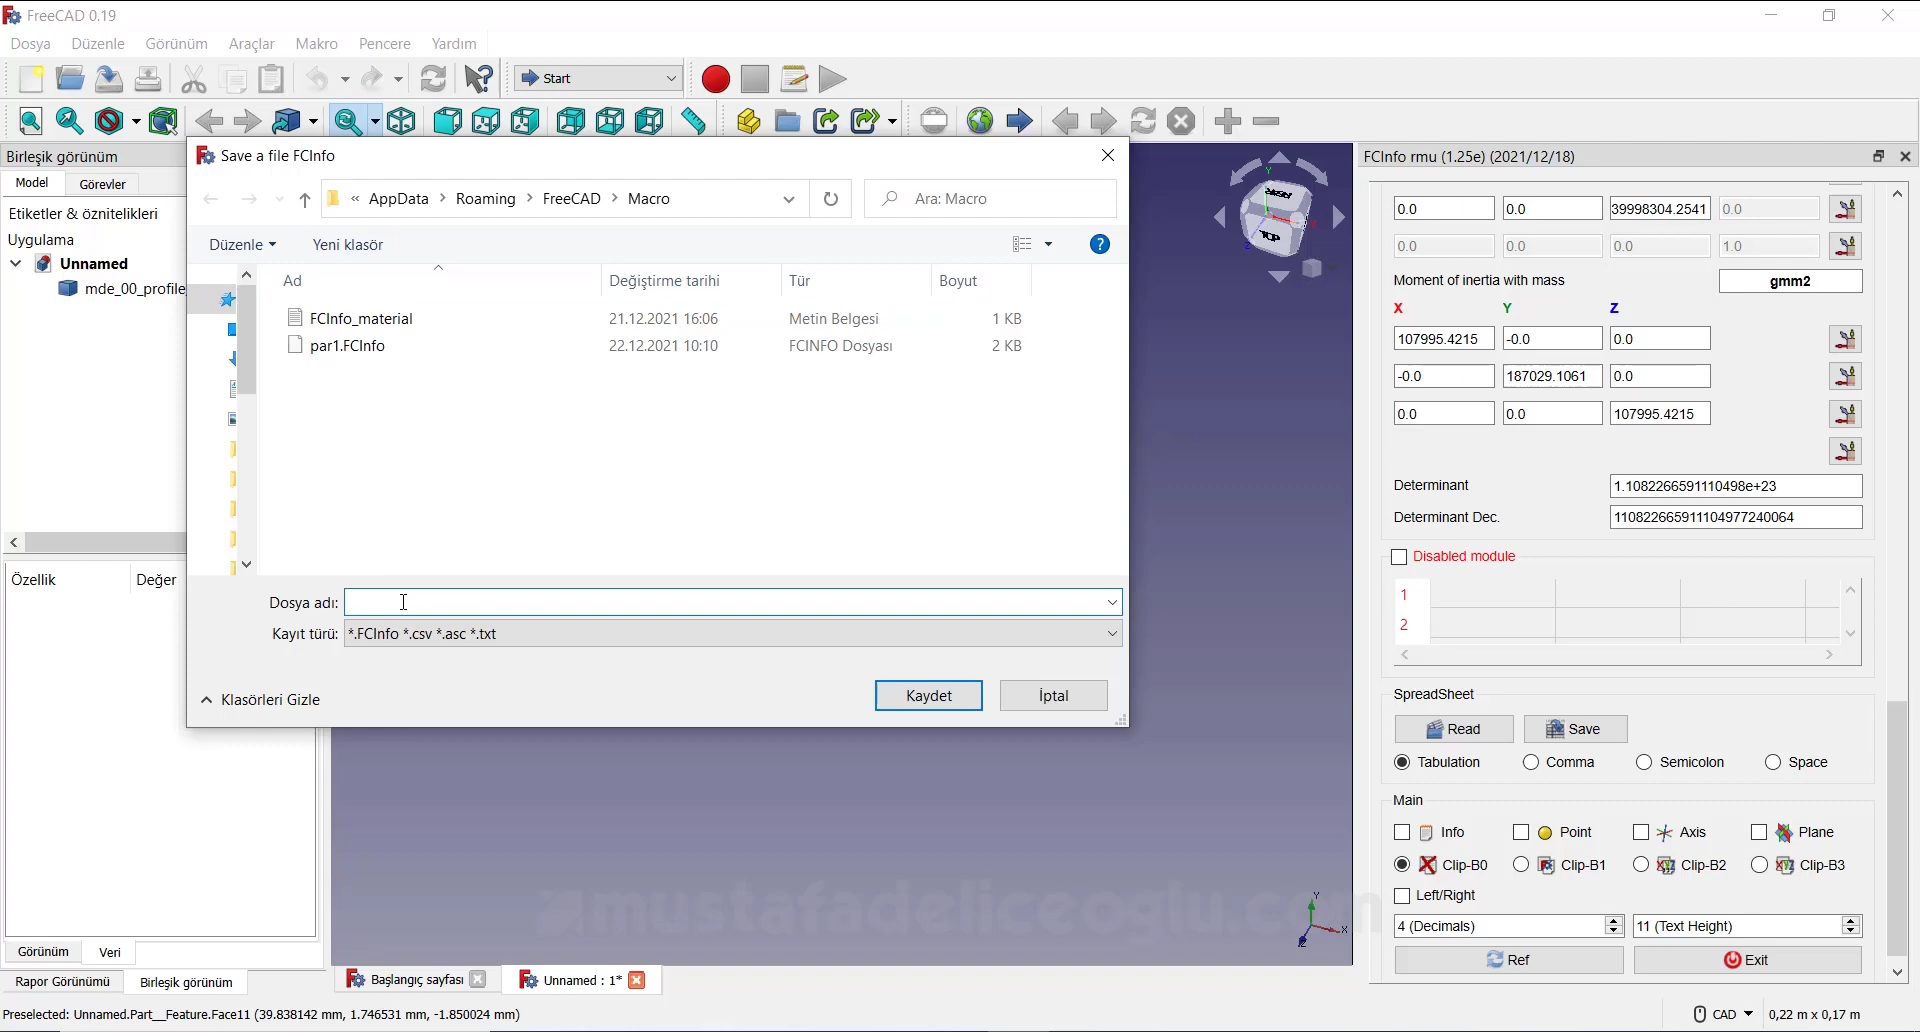 FreeCAD 0.19
Dosya Düzenle Görünüm Araçlar Makro Pencere Yardım
Start
Birleşik görünüm
Model Görevler
Etiketler & öznitelikleri
Uygulama
Unnamed
mde_00_profile
Özellik Değer
Görünüm Veri
Rapor Görünümü Birleşik görünüm
Save a file FCInfo
« AppData › Roaming › FreeCAD › Macro
Ara: Macro
Düzenle Yeni klasör
Ad Değiştirme tarihi Tür Boyut
FCInfo_material 21.12.2021 16:06 Metin Belgesi 1 KB
par1.FCInfo 22.12.2021 10:10 FCINFO Dosyası 2 KB
Dosya adı:
Kayıt türü: *.FCInfo *.csv *.asc *.txt
Klasörleri Gizle
Kaydet İptal
TOP
mustafadeliceoglu.com
Y
X
Z
Başlangıç sayfası Unnamed : 1*
FCInfo rmu (1.25e) (2021/12/18)
0.0 0.0 39998304.2541 0.0
0.0 0.0 0.0 1.0
Moment of inertia with mass gmm2
X Y Z
107995.4215 -0.0 0.0
-0.0 187029.1061 0.0
0.0 0.0 107995.4215
Determinant 1.1082266591110498e+23
Determinant Dec. 110822665911104977240064
Disabled module
1
2
SpreadSheet
Read Save
Tabulation Comma Semicolon Space
Main
Info Point Axis Plane
Clip-B0 Clip-B1 Clip-B2 Clip-B3
Left/Right
4 (Decimals) 11 (Text Height)
Ref Exit
Preselected: Unnamed.Part__Feature.Face11 (39.838142 mm, 1.746531 mm, -1.850024 mm)
CAD 0,22 m x 0,17 m